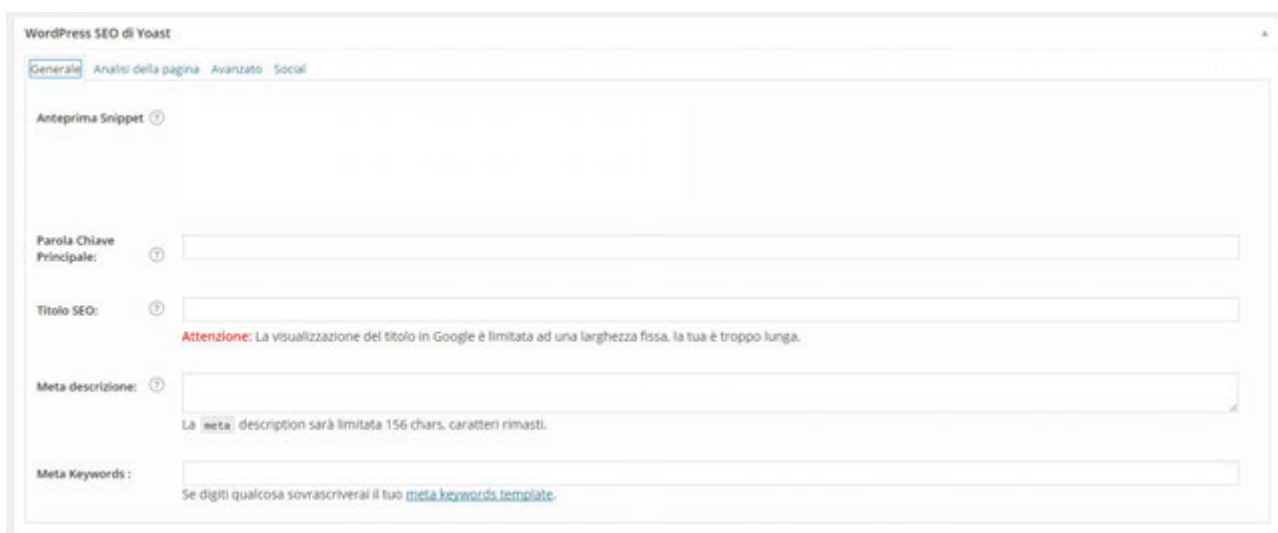 WordPress SEO di Yoast
Generale Analisi della pagina Avanzato Social
Anteprima Snippet ?
Parola Chiave
Principale: ?
Titolo SEO: ?
Attenzione: La visualizzazione del titolo in Google è limitata ad una larghezza fissa, la tua è troppo lunga.
Meta descrizione: ?
La meta description sarà limitata 156 chars, caratteri rimasti.
Meta Keywords :
Se digiti qualcosa sovrascriverai il tuo meta keywords template.